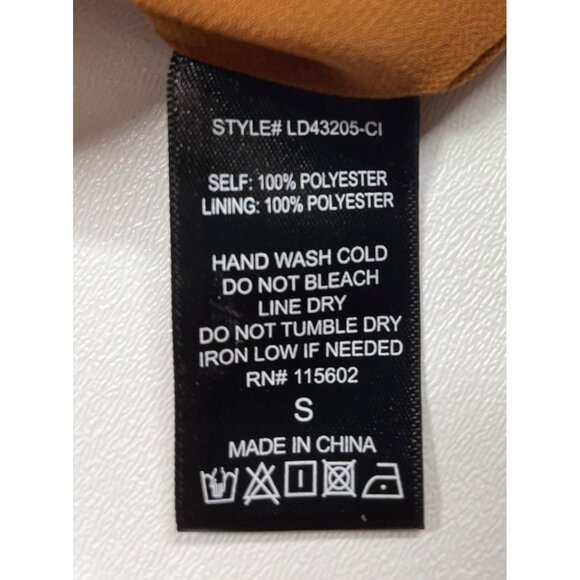 STYLE# LD43205-CI
SELF: 100% POLYESTER
LINING: 100% POLYESTER
HAND WASH COLD
DO NOT BLEACH
LINE DRY
DO NOT TUMBLE DRY
IRON LOW IF NEEDED
RN# 115602
S
MADE IN CHINA